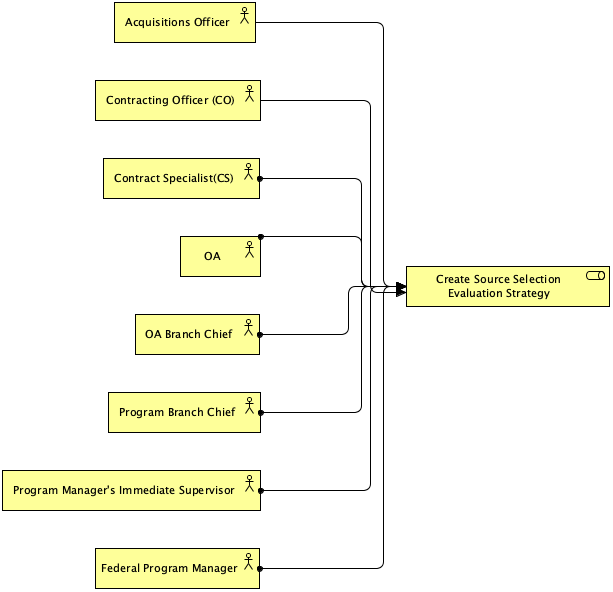 Acquisitions Officer
Contracting Officer (CO)
Contract Specialist(CS)
OA
Create Source Selection
Evaluation Strategy
OA Branch Chief
Program Branch Chief
Program Manager's Immediate Supervisor
Federal Program Manager